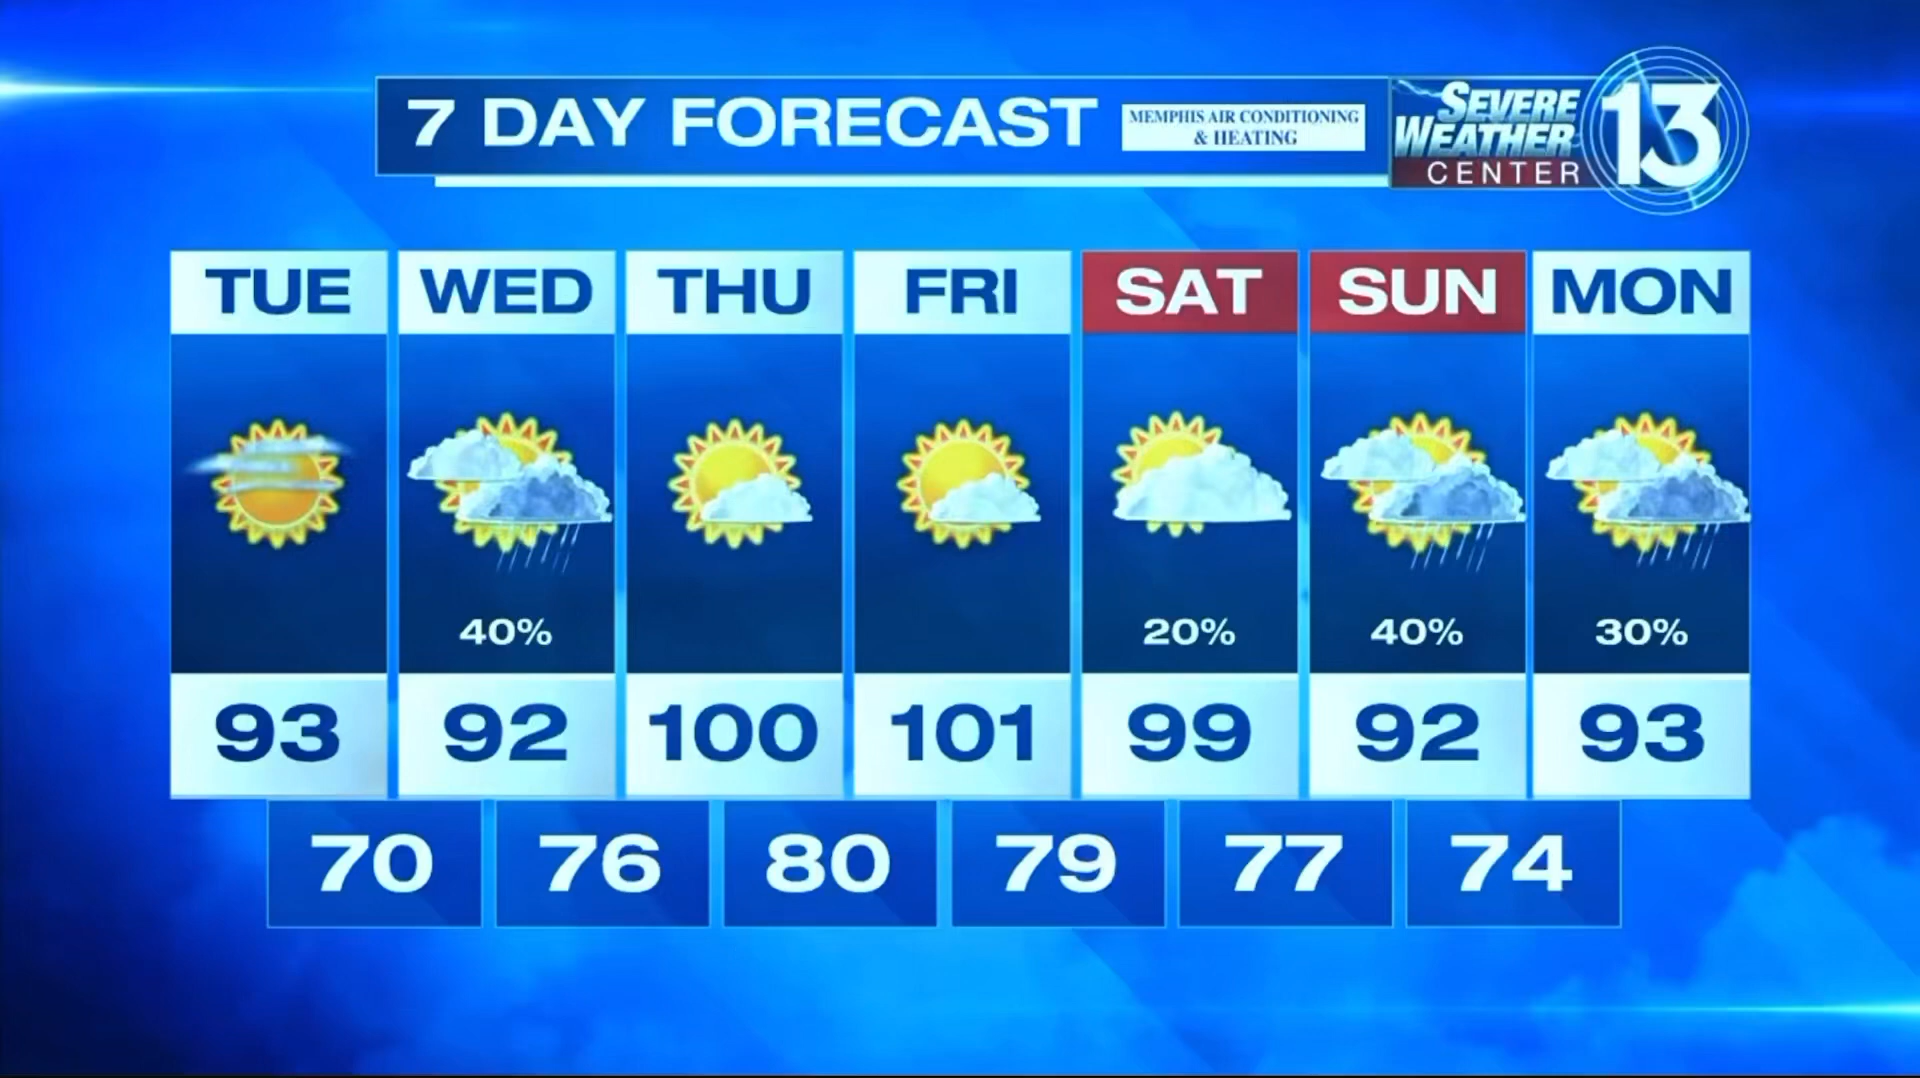 7 DAY FORECAST
MEMPHIS AIR CONDITIONING
& HEATING
SEVERE
WEATHER
CENTER
13
TUE WED THU FRI SAT SUN MON
40% 20% 40% 30%
93 92 100 101 99 92 93
70 76 80 79 77 74